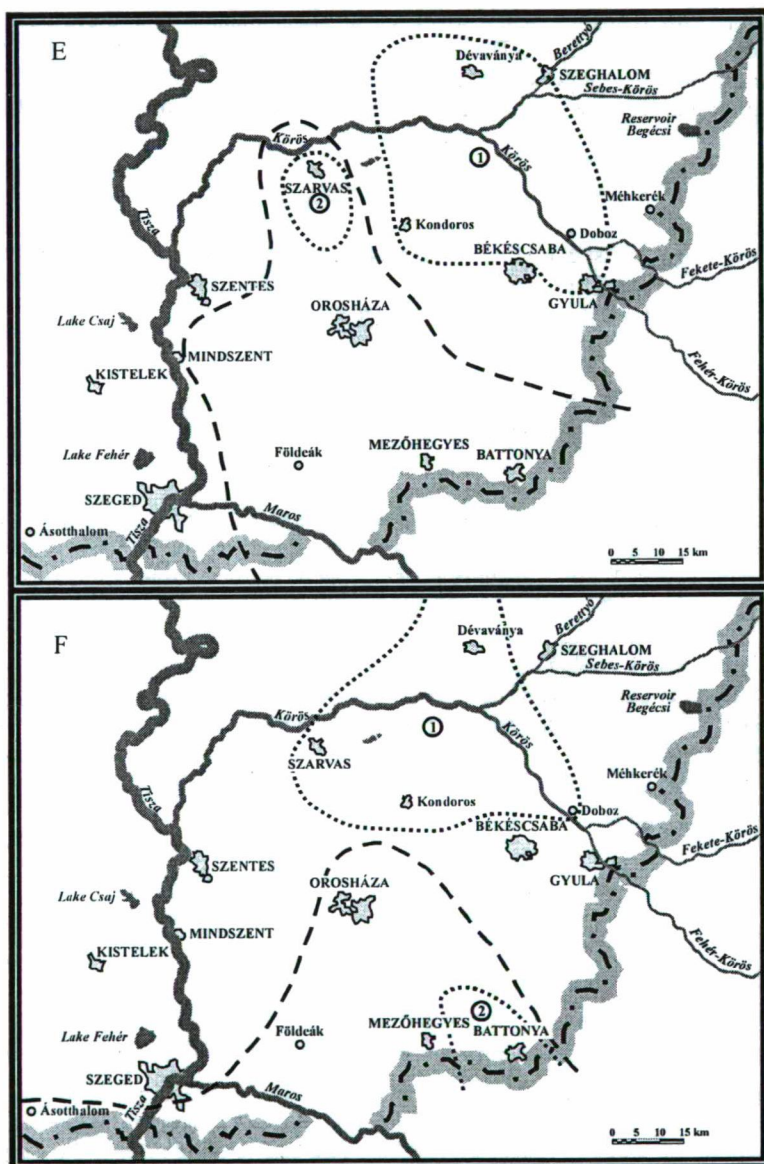 E
Dévaványa
Berettyó
SZEGHALOM
Sebes-Körös
Reservoir
Begécsi
Körös
1
Körös
SZARVAS
2
Méhkerék
Tisza
Kondoros
Doboz
BÉKÉSCSABA
Fekete-Körös
SZENTES
GYULA
OROSHÁZA
Lake Csaj
Fehér-Körös
MINDSZENT
KISTELEK
Lake Fehér
Földeák
MEZŐHEGYES
BATTONYA
SZEGED
Maros
Ásotthalom
Tisza
0 5 10 15 km
F
Dévaványa
Berettyó
SZEGHALOM
Sebes-Körös
Reservoir
Begécsi
Körös
1
Körös
SZARVAS
Méhkerék
Tisza
Kondoros
Doboz
BÉKÉSCSABA
Fekete-Körös
SZENTES
GYULA
OROSHÁZA
Lake Csaj
Fehér-Körös
MINDSZENT
KISTELEK
2
Lake Fehér
Földeák
MEZŐHEGYES
BATTONYA
SZEGED
Maros
Ásotthalom
Tisza
0 5 10 15 km